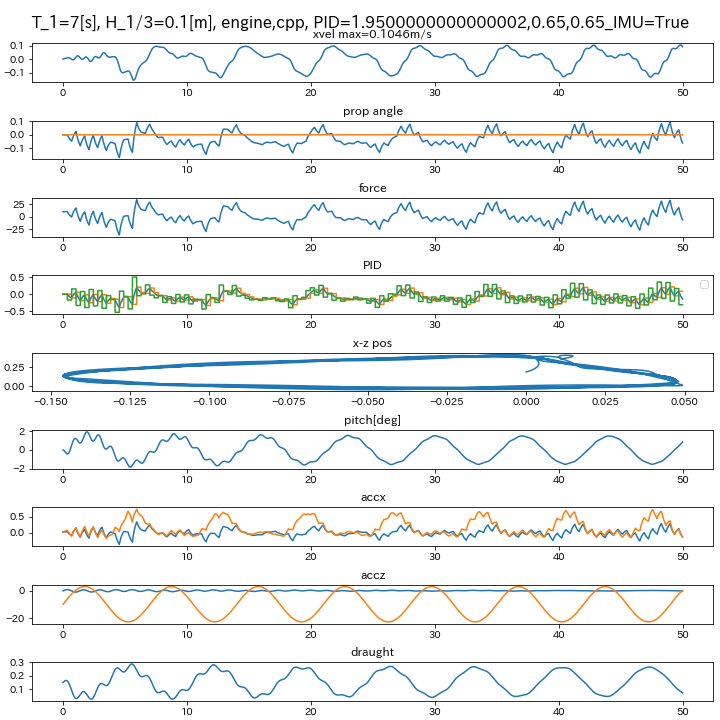 T_1=7[s], H_1/3=0.1[m], engine,cpp, PID=1.9500000000000002,0.65,0.65_IMU=True
xvel max=0.1046m/s
0.1
0.0
−0.1
0 10 20 30 40 50
prop angle
0.1
0.0
−0.1
0 10 20 30 40 50
force
25
0
−25
0 10 20 30 40 50
PID
0.5
0.0
−0.5
0 10 20 30 40 50
x-z pos
0.25
0.00
−0.150 −0.125 −0.100 −0.075 −0.050 −0.025 0.000 0.025 0.050
pitch[deg]
2
0
−2
0 10 20 30 40 50
accx
0.5
0.0
0 10 20 30 40 50
accz
0
−20
0 10 20 30 40 50
draught
0.3
0.2
0.1
0 10 20 30 40 50